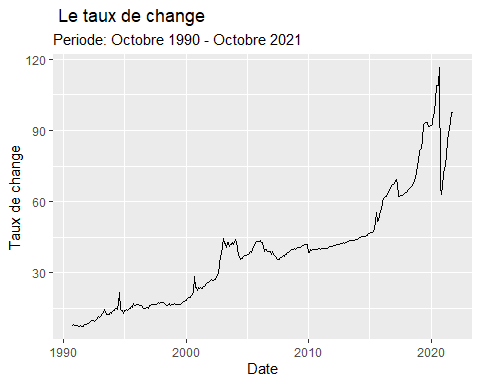 Le taux de change
Periode: Octobre 1990 - Octobre 2021
120
90
60
30
Taux de change
1990 2000 2010 2020
Date